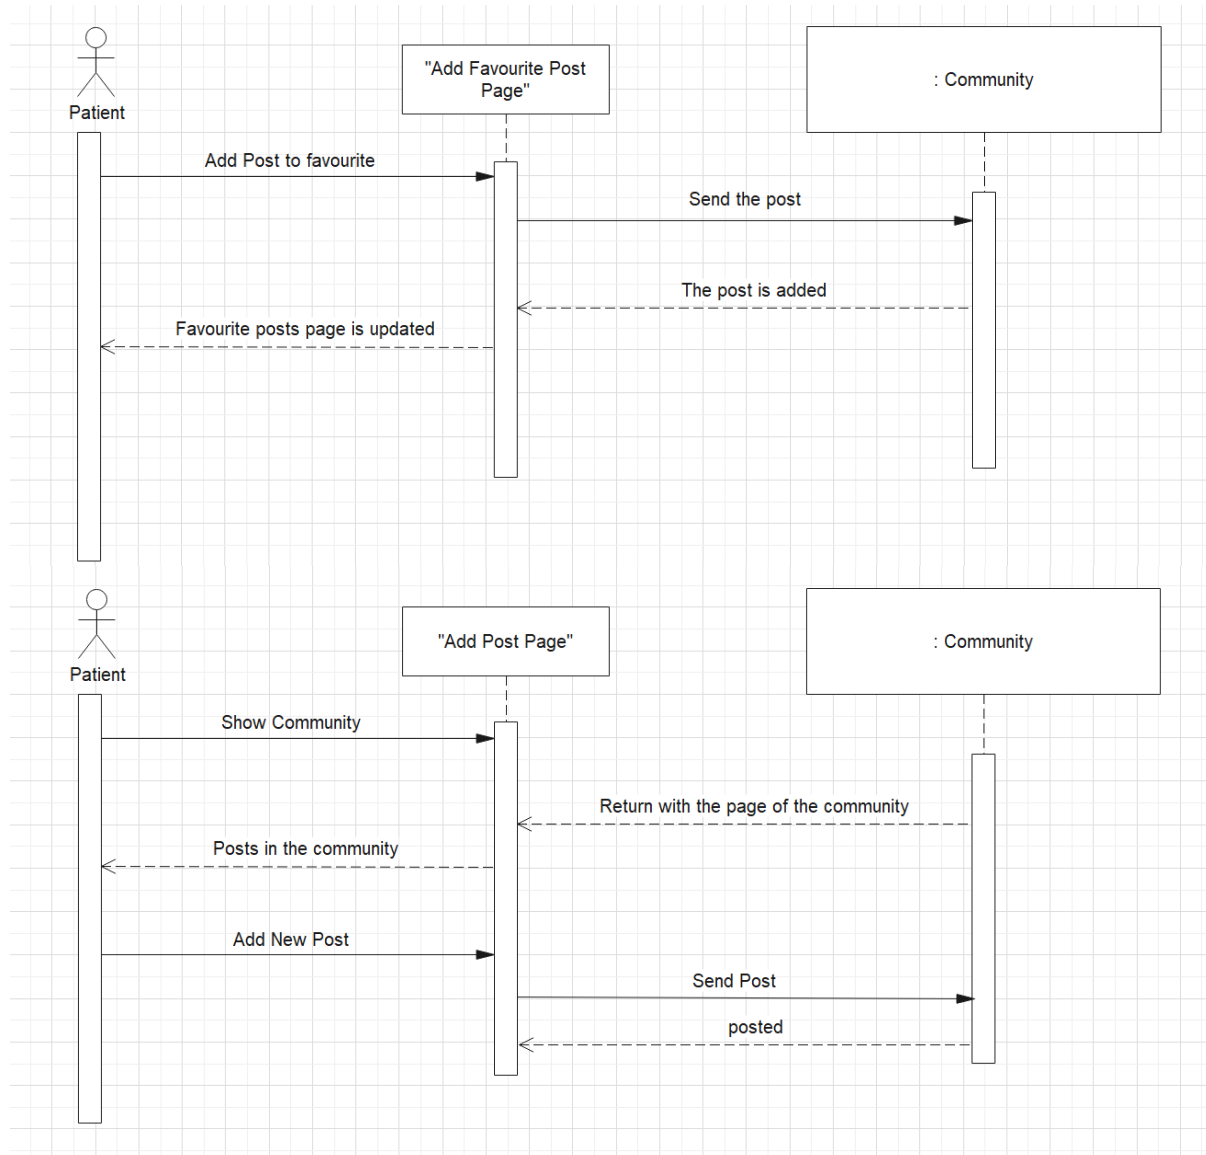 Patient
"Add Favourite Post
Page"
: Community
Add Post to favourite
Send the post
The post is added
Favourite posts page is updated
Patient
"Add Post Page"
: Community
Show Community
Return with the page of the community
Posts in the community
Add New Post
Send Post
posted